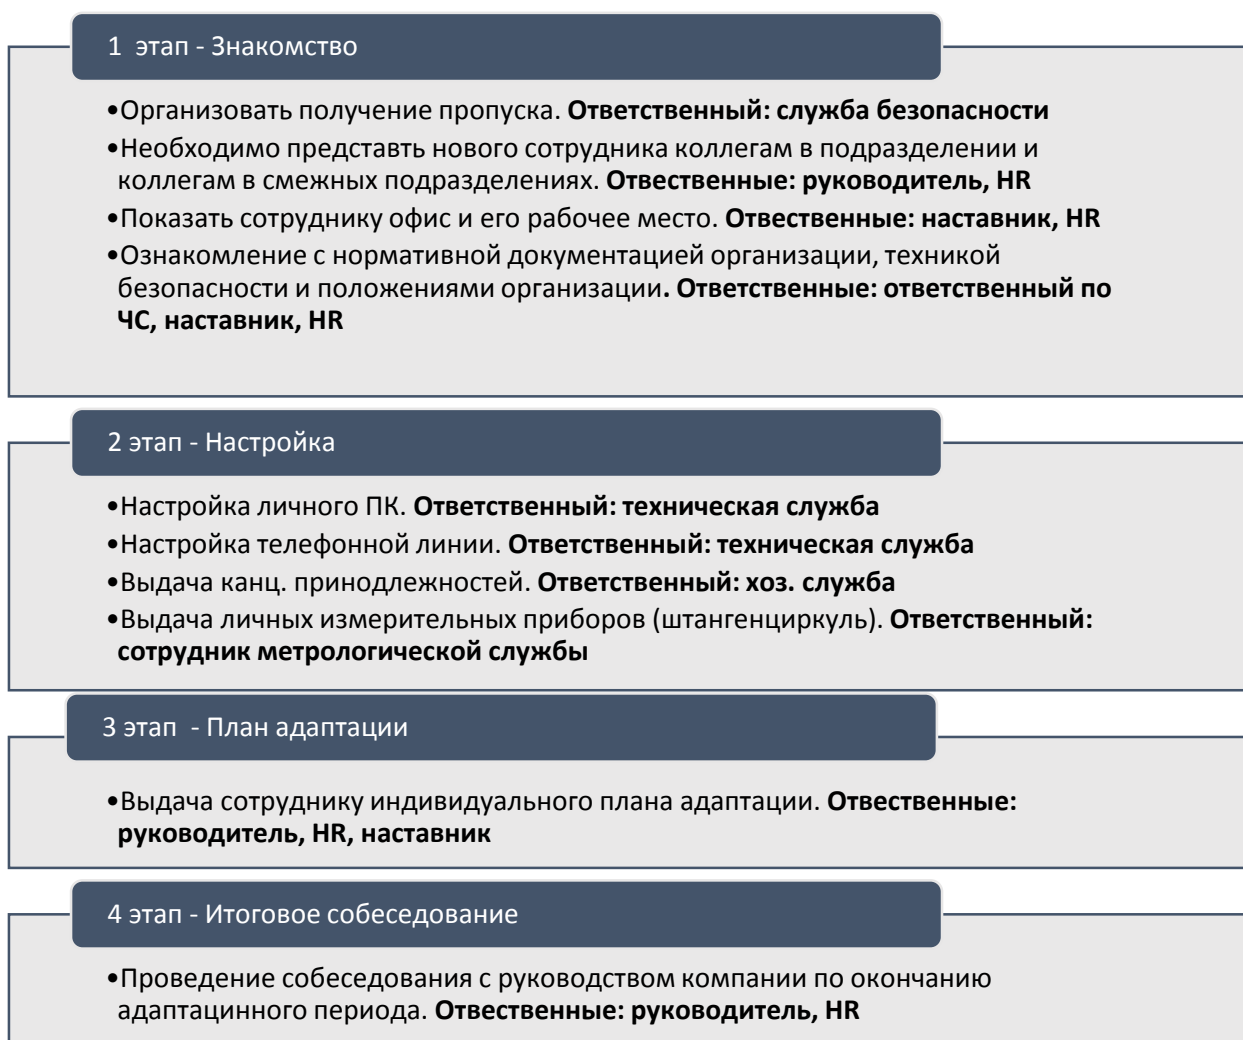 1  этап - Знакомство
•Организовать получение пропуска. Ответственный: служба безопасности
•Необходимо представть нового сотрудника коллегам в подразделении и
коллегам в смежных подразделениях. Отвественные: руководитель, HR
•Показать сотруднику офис и его рабочее место. Отвественные: наставник, HR
•Ознакомление с нормативной документацией организации, техникой
безопасности и положениями организации. Ответственные: ответственный по
ЧС, наставник, HR
2 этап - Настройка
•Настройка личного ПК. Ответственный: техническая служба
•Настройка телефонной линии. Ответственный: техническая служба
•Выдача канц. принодлежностей. Ответственный: хоз. служба
•Выдача личных измерительных приборов (штангенциркуль). Ответственный:
сотрудник метрологической службы
3 этап  - План адаптации
•Выдача сотруднику индивидуального плана адаптации. Отвественные:
руководитель, HR, наставник
4 этап - Итоговое собеседование
•Проведение собеседования с руководством компании по окончанию
адаптацинного периода. Отвественные: руководитель, HR